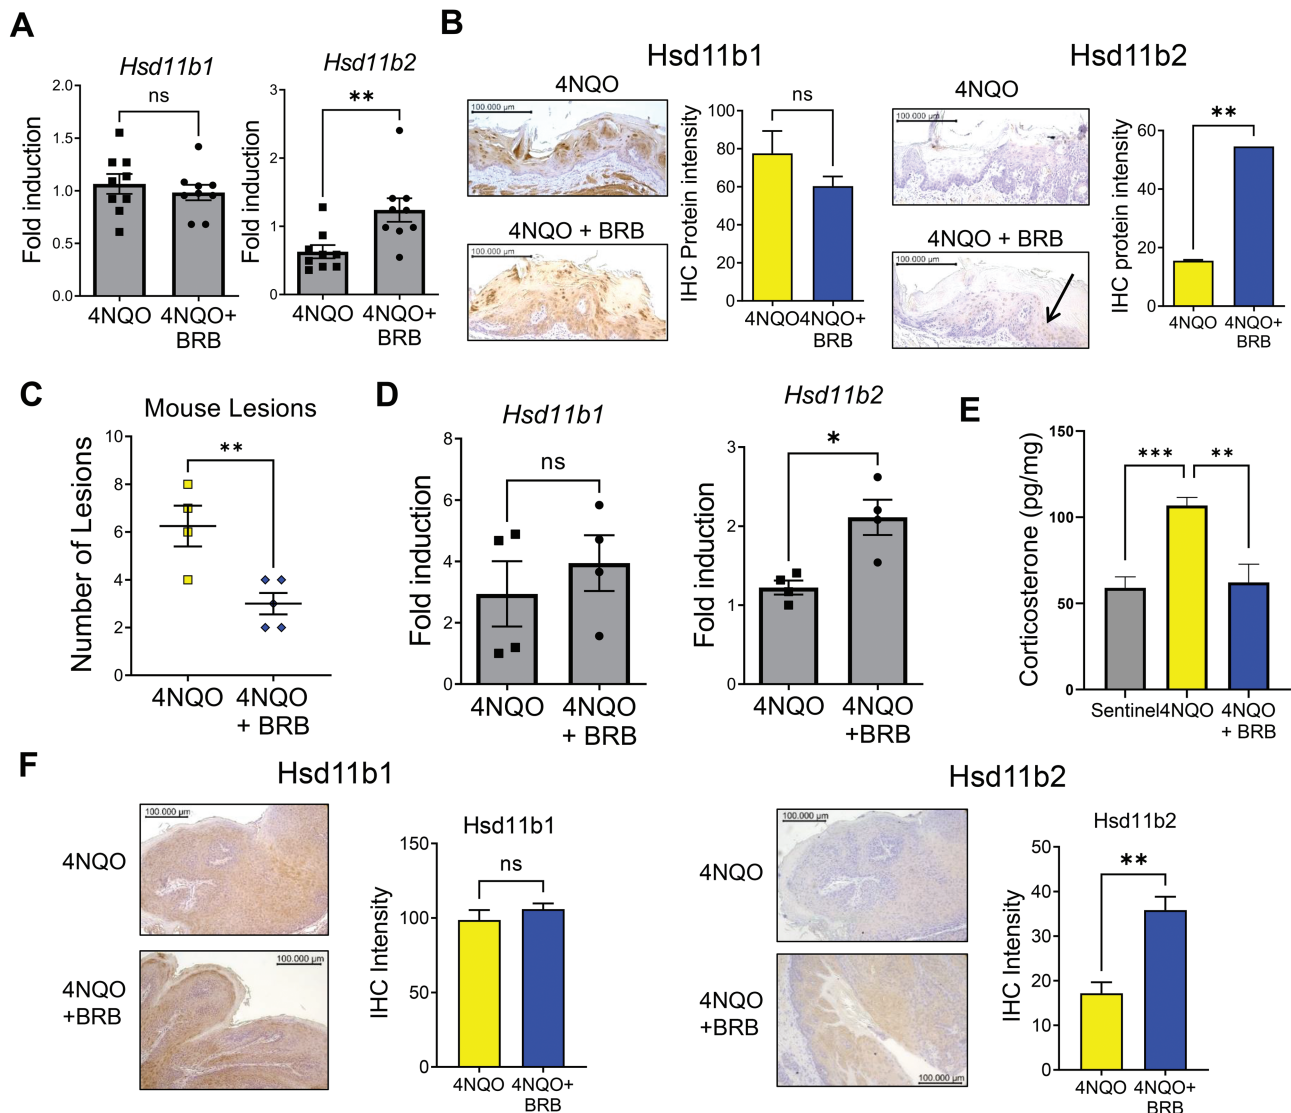 A
Hsd11b1
Fold induction
2.0
1.5
1.0
0.5
0.0
ns
4NQO
4NQO+
BRB
Hsd11b2
Fold induction
3
2
1
0
**
4NQO
4NQO+
BRB
B
Hsd11b1
4NQO
100.000 µm
4NQO + BRB
100.000 µm
IHC Protein intensity
100
80
60
40
20
0
ns
4NQO
4NQO+
BRB
Hsd11b2
4NQO
100.000 µm
4NQO + BRB
100.000 µm
IHC protein intensity
60
40
20
0
**
4NQO
4NQO+
BRB
C
Mouse Lesions
Number of Lesions
10
8
6
4
2
0
**
4NQO
4NQO
+ BRB
D
Hsd11b1
Fold induction
8
6
4
2
0
ns
4NQO
4NQO
+ BRB
Hsd11b2
Fold induction
3
2
1
0
*
4NQO
4NQO
+BRB
E
Corticosterone (pg/mg)
150
100
50
0
***
**
Sentinel
4NQO
4NQO
+ BRB
F
Hsd11b1
4NQO
100.000 µm
4NQO
+BRB
100.000 µm
Hsd11b1
IHC Intensity
150
100
50
0
ns
4NQO
4NQO+
BRB
Hsd11b2
4NQO
100.000 µm
4NQO
+BRB
100.000 µm
Hsd11b2
IHC Intensity
50
40
30
20
10
0
**
4NQO
4NQO+
BRB